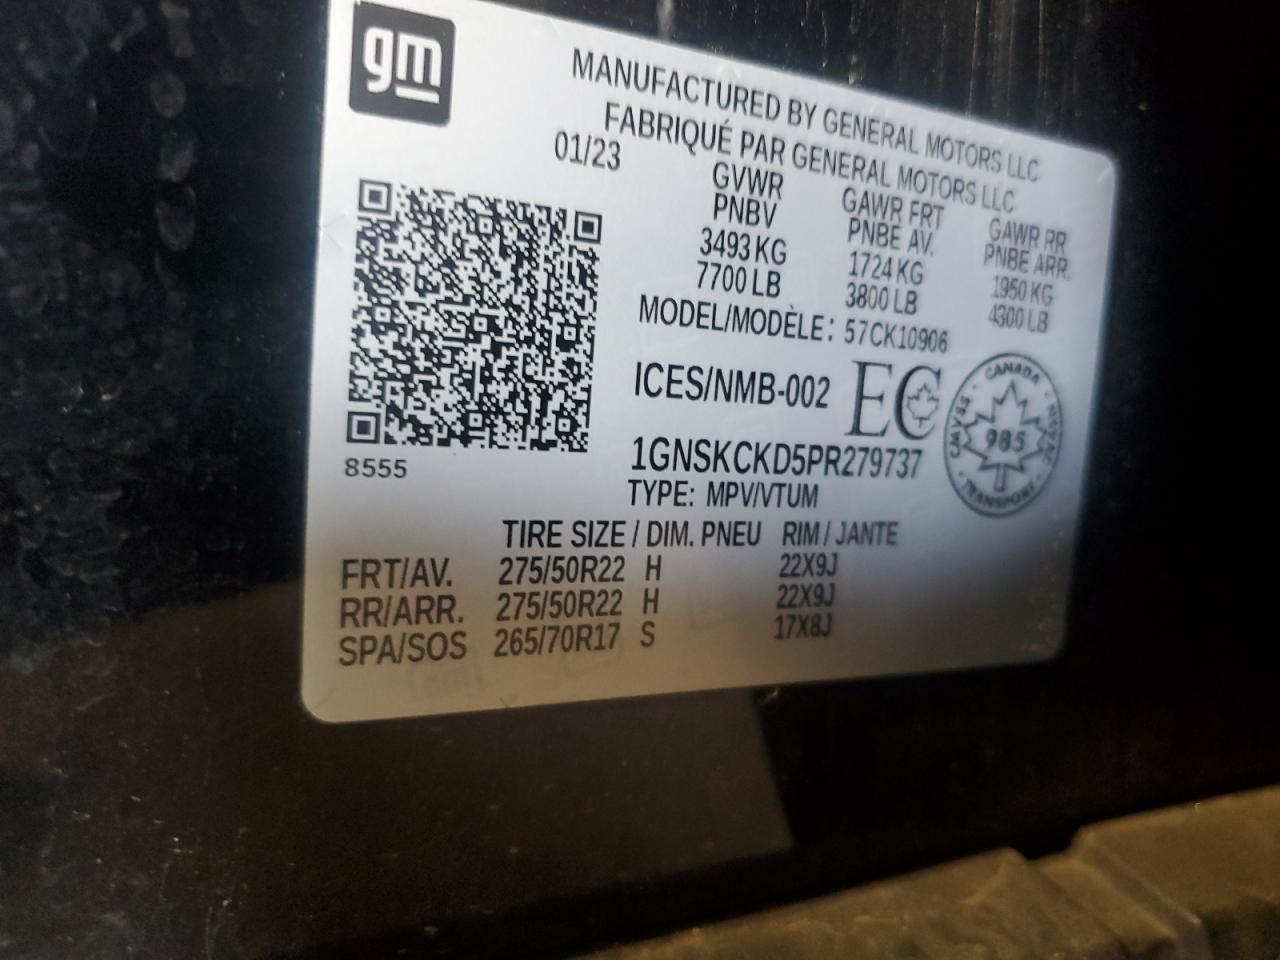 gm
MANUFACTURED BY GENERAL MOTORS LLC
FABRIQUÉ PAR GENERAL MOTORS LLC
01/23
GVWR GAWR FRT GAWR RR
PNBV PNBE AV. PNBE ARR.
3493 KG 1724 KG 1950 KG
7700 LB 3800 LB 4300 LB
MODEL/MODÈLE: 57CK10906
ICES/NMB-002 EC
CANADA
985
TRANSPORT
1GNSKCKD5PR279737
8555
TYPE: MPV/VTUM
TIRE SIZE / DIM. PNEU RIM / JANTE
FRT/AV. 275/50R22 H 22X9J
RR/ARR. 275/50R22 H 22X9J
SPA/SOS 265/70R17 S 17X8J